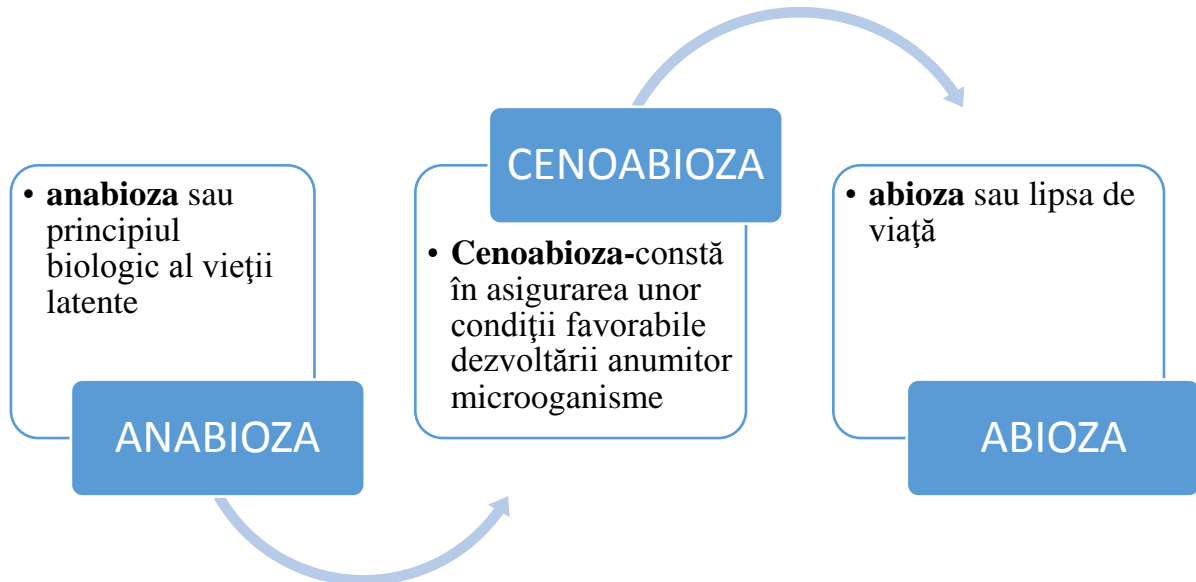 • anabioza sau
principiul
biologic al vieţii
latente
ANABIOZA
CENOABIOZA
• Cenoabioza-constă
în asigurarea unor
condiţii favorabile
dezvoltării anumitor
microoganisme
• abioza sau lipsa de
viaţă
ABIOZA